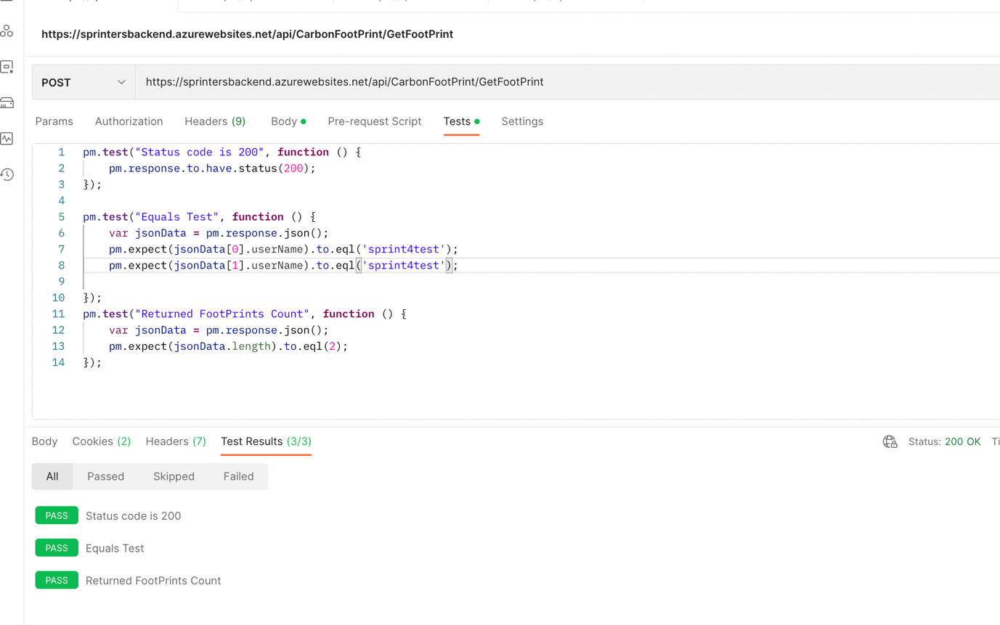 https://sprintersbackend.azurewebsites.net/api/CarbonFootPrint/GetFootPrint
POST https://sprintersbackend.azurewebsites.net/api/CarbonFootPrint/GetFootPrint
Params Authorization Headers (9) Body Pre-request Script Tests Settings
1 pm.test("Status code is 200", function () {
2 pm.response.to.have.status(200);
3 });
4
5 pm.test("Equals Test", function () {
6 var jsonData = pm.response.json();
7 pm.expect(jsonData[0].userName).to.eql('sprint4test');
8 pm.expect(jsonData[1].userName).to.eql('sprint4test');
9
10 });
11 pm.test("Returned FootPrints Count", function () {
12 var jsonData = pm.response.json();
13 pm.expect(jsonData.length).to.eql(2);
14 });
Body Cookies (2) Headers (7) Test Results (3/3) Status: 200 OK Ti
All Passed Skipped Failed
PASS Status code is 200
PASS Equals Test
PASS Returned FootPrints Count